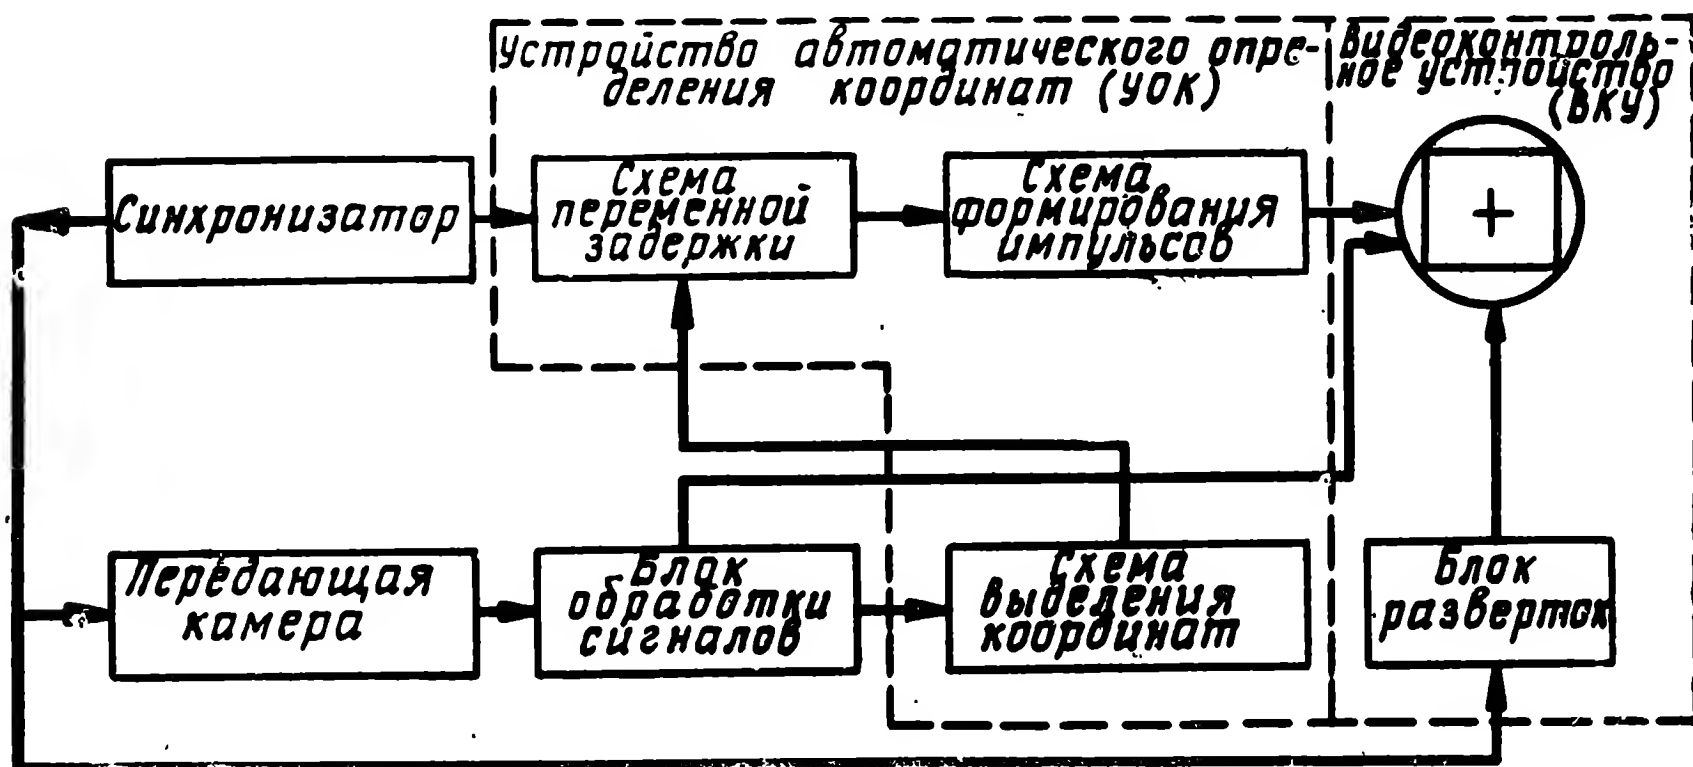 Устройство автоматического опре-
деления координат (УОК)
Видеоконтроль-
ное устройство
(ВКУ)
Синхронизатор
Схема
переменной
задержки
Схема
формирования
импульсов
Передающая
камера
Блок
обработки
сигналов
Схема
выделения
координат
Блок
разверток